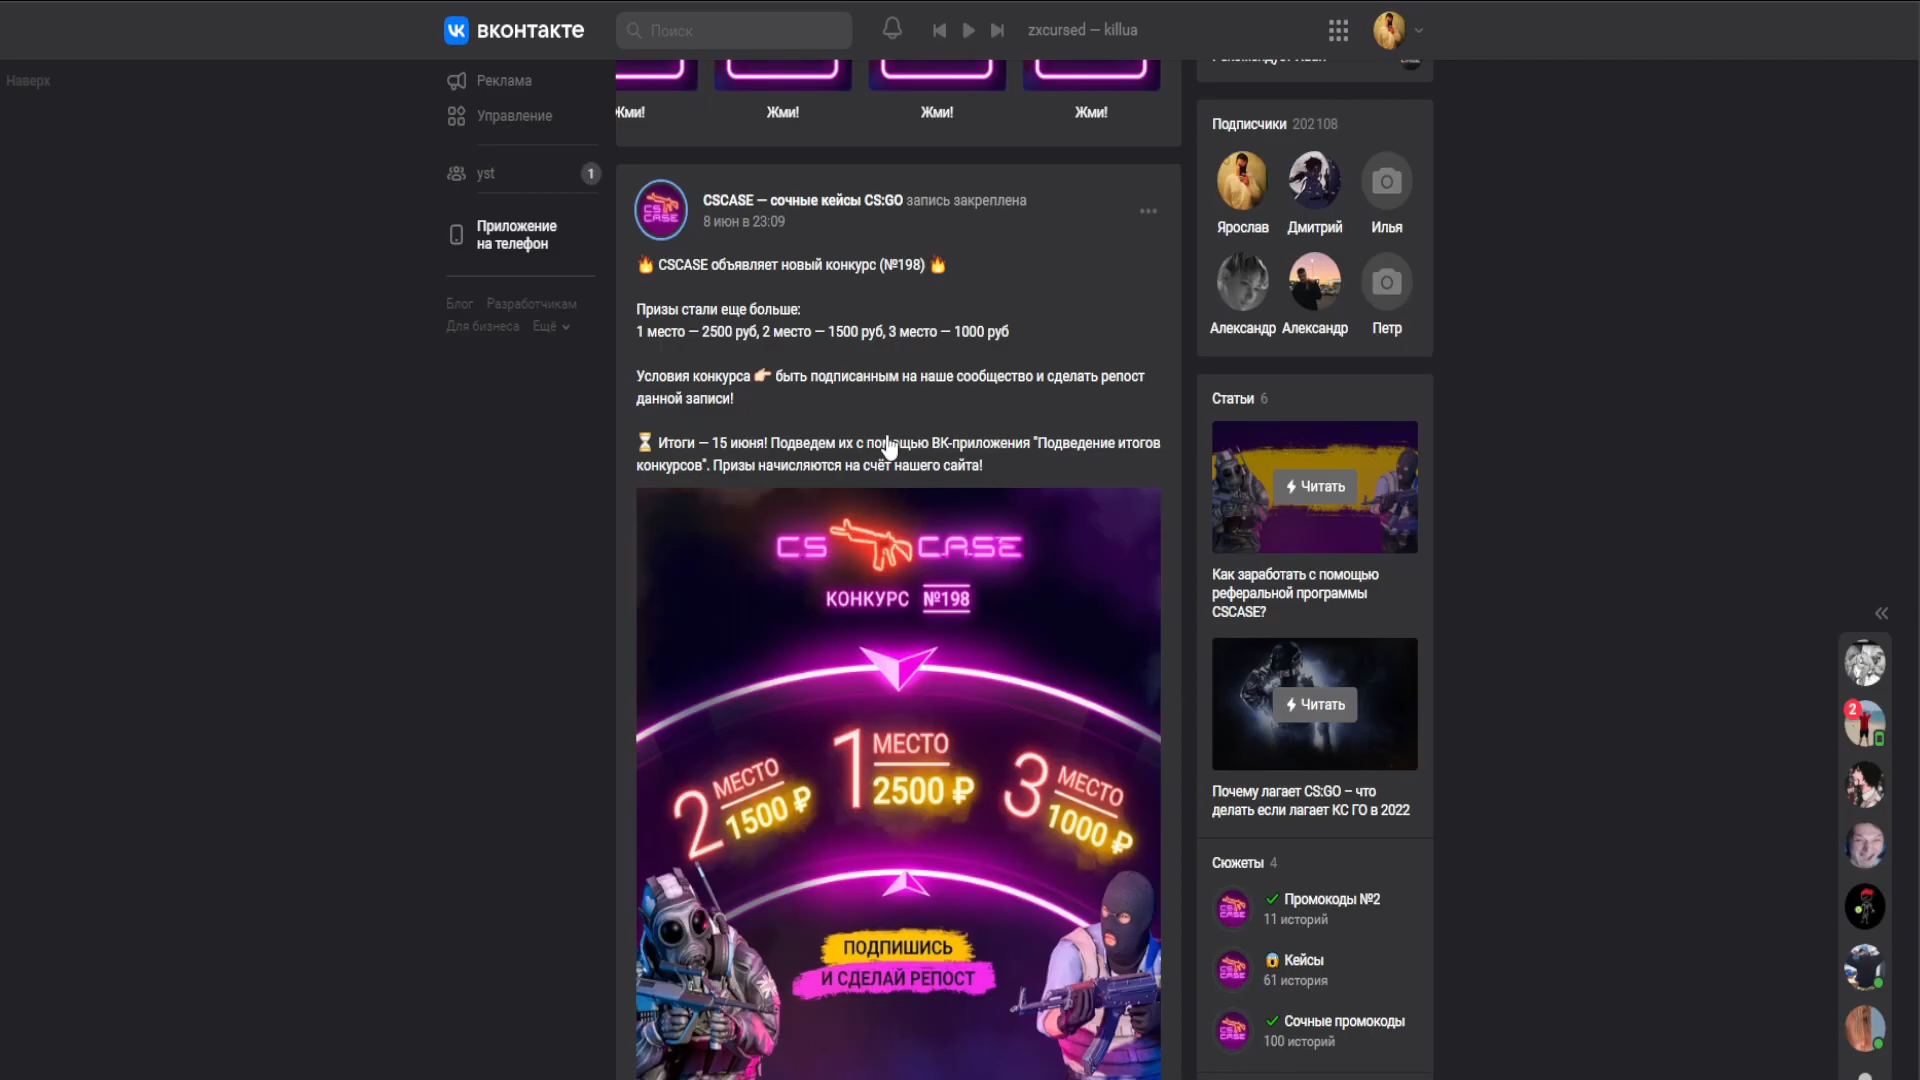 ВКОНТАКТЕ
Поиск
zxcursed — killua
Наверх
Реклама
Управление
yst
1
Приложение
на телефон
Блог Разработчикам
Для бизнеса Ещё
Жми!
Жми!
Жми!
Жми!
CSCASE — сочные кейсы CS:GO запись закреплена
8 июн в 23:09
🔥 CSCASE объявляет новый конкурс (№198) 🔥
Призы стали еще больше:
1 место — 2500 руб, 2 место — 1500 руб, 3 место — 1000 руб
Условия конкурса 👉🏻 быть подписанным на наше сообщество и сделать репост
данной записи!
⏳ Итоги — 15 июня! Подведем их с помощью ВК-приложения "Подведение итогов
конкурсов". Призы начисляются на счёт нашего сайта!
CS CASE
КОНКУРС №198
1 МЕСТО
2500 ₽
2 МЕСТО
1500 ₽
3 МЕСТО
1000 ₽
ПОДПИШИСЬ
И СДЕЛАЙ РЕПОСТ
Подписчики 202 108
Ярослав Дмитрий Илья
Александр Александр Петр
Статьи 6
Читать
Как заработать с помощью
реферальной программы
CSCASE?
Читать
Почему лагает CS:GO – что
делать если лагает КС ГО в 2022
Сюжеты 4
CS CASE
Промокоды №2
11 историй
CS CASE
Кейсы
61 история
CS CASE
Сочные промокоды
100 историй
2